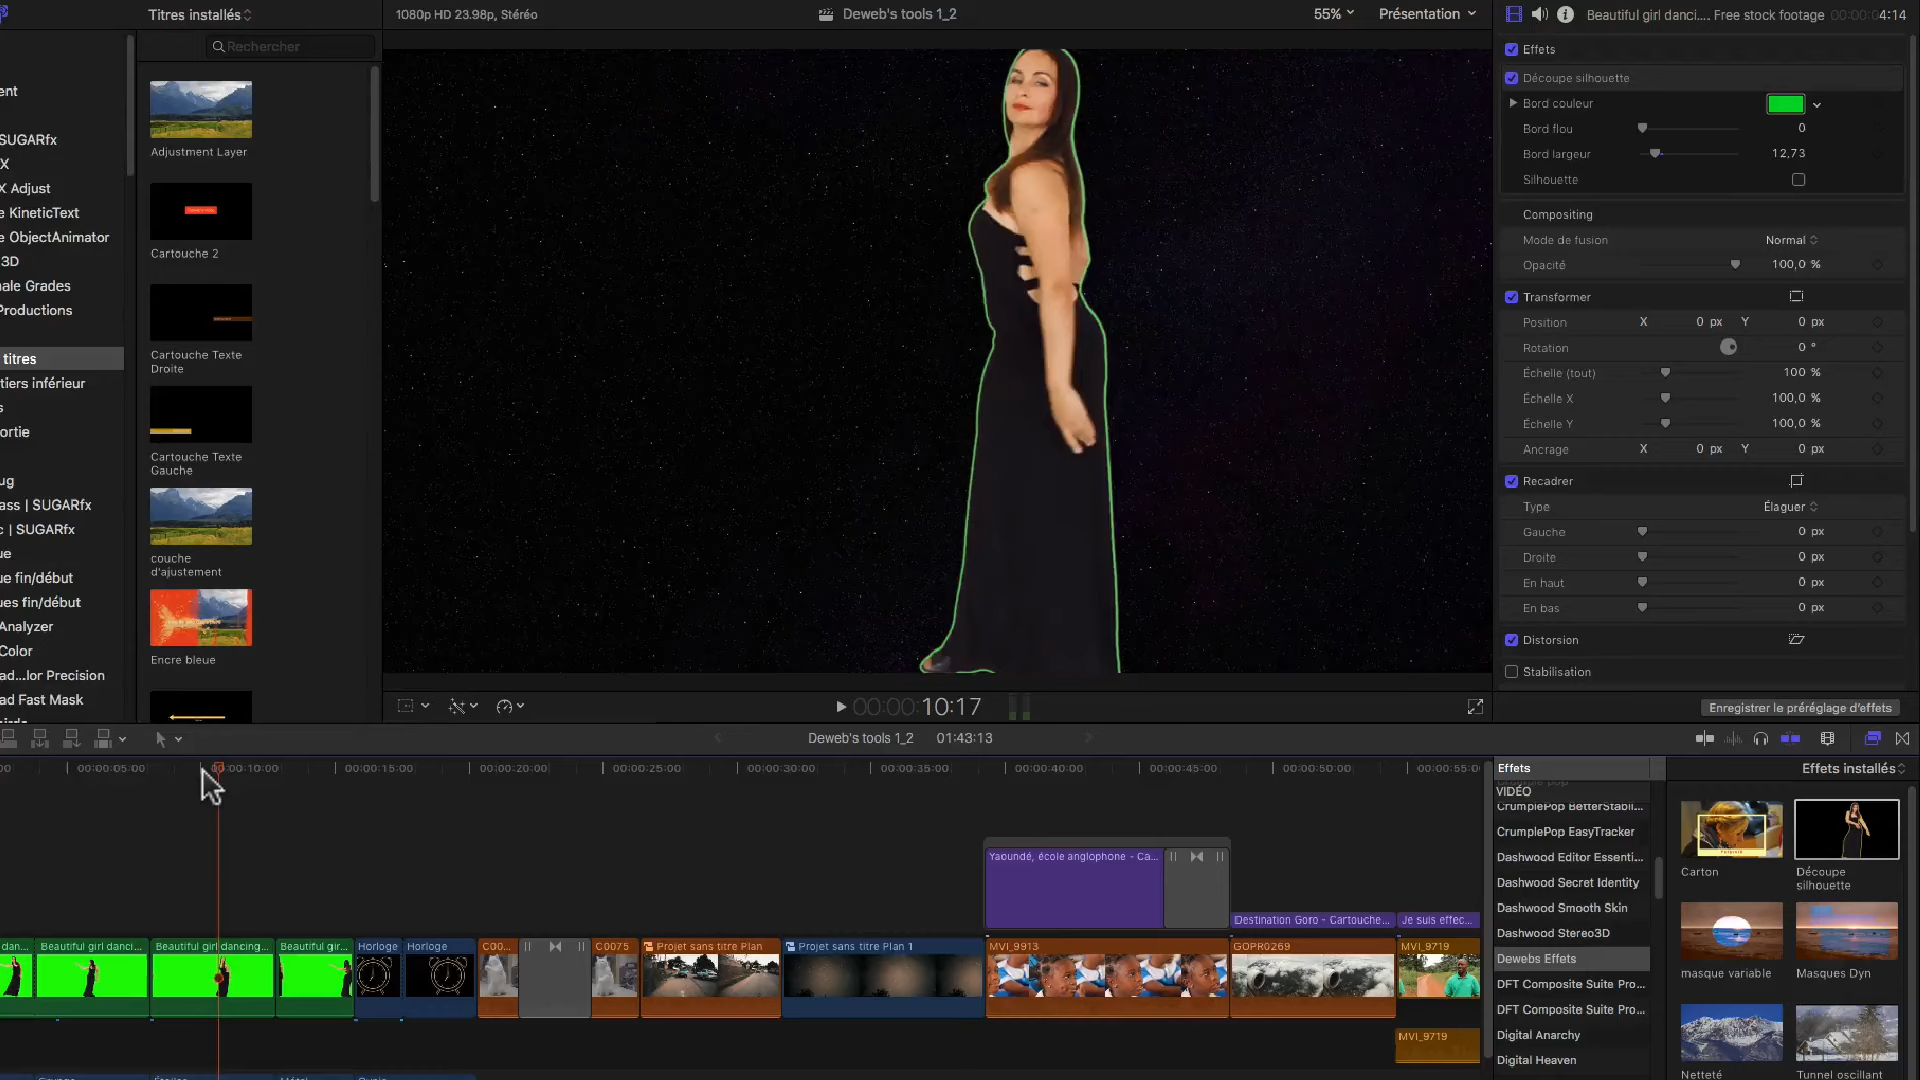 Titres installés
1080p HD 23.98p, Stéréo
Deweb's tools 1_2
55%
Présentation
Beautiful girl danci.... Free stock footage
00:00:04:14
Rechercher
ent
SUGARfx
X
X Adjust
e KineticText
e ObjectAnimator
3D
ale Grades
Productions
titres
tiers inférieur
s
ortie
ug
ass | SUGARfx
c | SUGARfx
ue
ue fin/début
ues fin/début
Analyzer
Color
ad...lor Precision
ad Fast Mask
Adjustment Layer
Cartouche 2
Cartouche Texte
Droite
Cartouche Texte
Gauche
couche
d'ajustement
Encre bleue
Effets
Découpe silhouette
Bord couleur
Bord flou
0
Bord largeur
12,73
Silhouette
Compositing
Mode de fusion
Normal
Opacité
100,0 %
Transformer
Position
X
0 px
Y
0 px
Rotation
0 °
Échelle (tout)
100 %
Échelle X
100,0 %
Échelle Y
100,0 %
Ancrage
X
0 px
Y
0 px
Recadrer
Type
Élaguer
Gauche
0 px
Droite
0 px
En haut
0 px
En bas
0 px
Distorsion
Stabilisation
Enregistrer le préréglage d'effets
00:00:10:17
Deweb's tools 1_2
01:43:13
00
00:00:05:00
00:00:10:00
00:00:15:00
00:00:20:00
00:00:25:00
00:00:30:00
00:00:35:00
00:00:40:00
00:00:45:00
00:00:50:00
00:00:55:0
Yaoundé, école anglophone - Ca...
Destination Goro - Cartouche...
Je suis effec...
dan...
Beautiful girl danci...
Beautiful girl dancing...
Beautiful gir...
Horloge
Horloge
C00...
C0075
Projet sans titre Plan
Projet sans titre Plan 1
MVI_9913
GOPR0269
MVI_9719
MVI_9719
Effets
VIDÉO
CrumplePop BetterStabil...
CrumplePop EasyTracker
Dashwood Editor Essenti...
Dashwood Secret Identity
Dashwood Smooth Skin
Dashwood Stereo3D
Dewebs Effets
DFT Composite Suite Pro...
DFT Composite Suite Pro...
Digital Anarchy
Digital Heaven
Effets installés
Carton
Découpe
silhouette
masque variable
Masques Dyn
Netteté
Tunnel oscillant